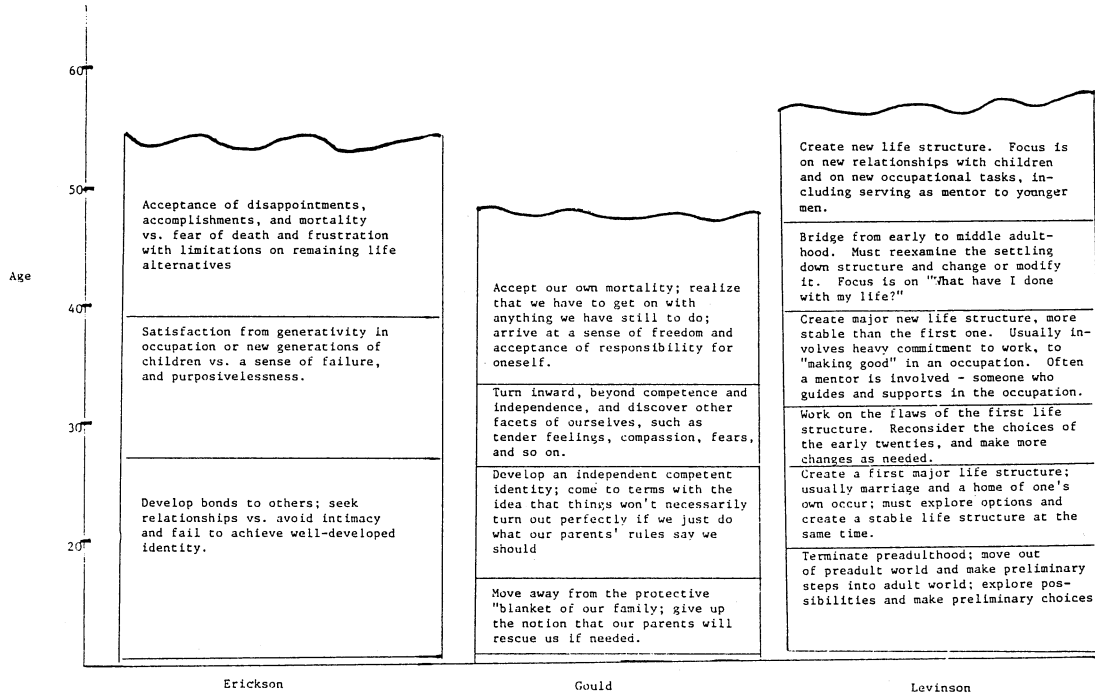 60
50
40
30
20
Age
Acceptance of disappointments,
accomplishments, and mortality
vs. fear of death and frustration
with limitations on remaining life
alternatives
Satisfaction from generativity in
occupation or new generations of
children vs. a sense of failure,
and purposivelessness.
Develop bonds to others; seek
relationships vs. avoid intimacy
and fail to achieve well-developed
identity.
Erickson
Accept our own mortality; realize
that we have to get on with
anything we have still to do;
arrive at a sense of freedom and
acceptance of responsibility for
oneself.
Turn inward, beyond competence and
independence, and discover other
facets of ourselves, such as
tender feelings, compassion, fears,
and so on.
Develop an independent competent
identity; come to terms with the
idea that things won't necessarily
turn out perfectly if we just do
what our parents' rules say we
should
Move away from the protective
"blanket of our family; give up
the notion that our parents will
rescue us if needed.
Gould
Create new life structure. Focus is
on new relationships with children
and on new occupational tasks, in-
cluding serving as mentor to younger
men.
Bridge from early to middle adult-
hood. Must reexamine the settling
down structure and change or modify
it. Focus is on "What have I done
with my life?"
Create major new life structure, more
stable than the first one. Usually in-
volves heavy commitment to work, to
"making good" in an occupation. Often
a mentor is involved - someone who
guides and supports in the occupation.
Work on the flaws of the first life
structure. Reconsider the choices of
the early twenties, and make more
changes as needed.
Create a first major life structure;
usually marriage and a home of one's
own occur; must explore options and
create a stable life structure at the
same time.
Terminate preadulthood; move out
of preadult world and make preliminary
steps into adult world; explore pos-
sibilities and make preliminary choices
Levinson